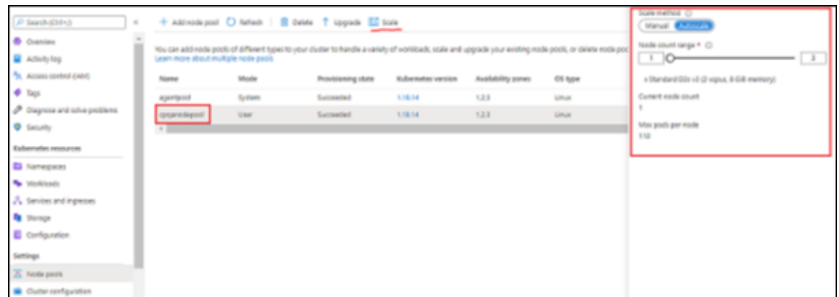 Search (Ctrl+/)
Overview
Activity log
Access control (IAM)
Tags
Diagnose and solve problems
Security
Kubernetes resources
Namespaces
Workloads
Services and ingresses
Storage
Configuration
Settings
Node pools
Cluster configuration
+ Add node pool Refresh Delete Upgrade Scale
You can add node pools of different types to your cluster to handle a variety of workloads, scale and upgrade your existing node pools, or delete node poo
Learn more about multiple node pools
Name Mode Provisioning state Kubernetes version Availability zones OS type
agentpool System Succeeded 1.18.14 1,2,3 Linux
User Succeeded 1.18.14 1,2,3 Linux
Scale method
Manual Autoscale
Node count range *
1 3
x Standard (2 vcpus, 8 GiB memory)
Current node count
1
Max pods per node
110